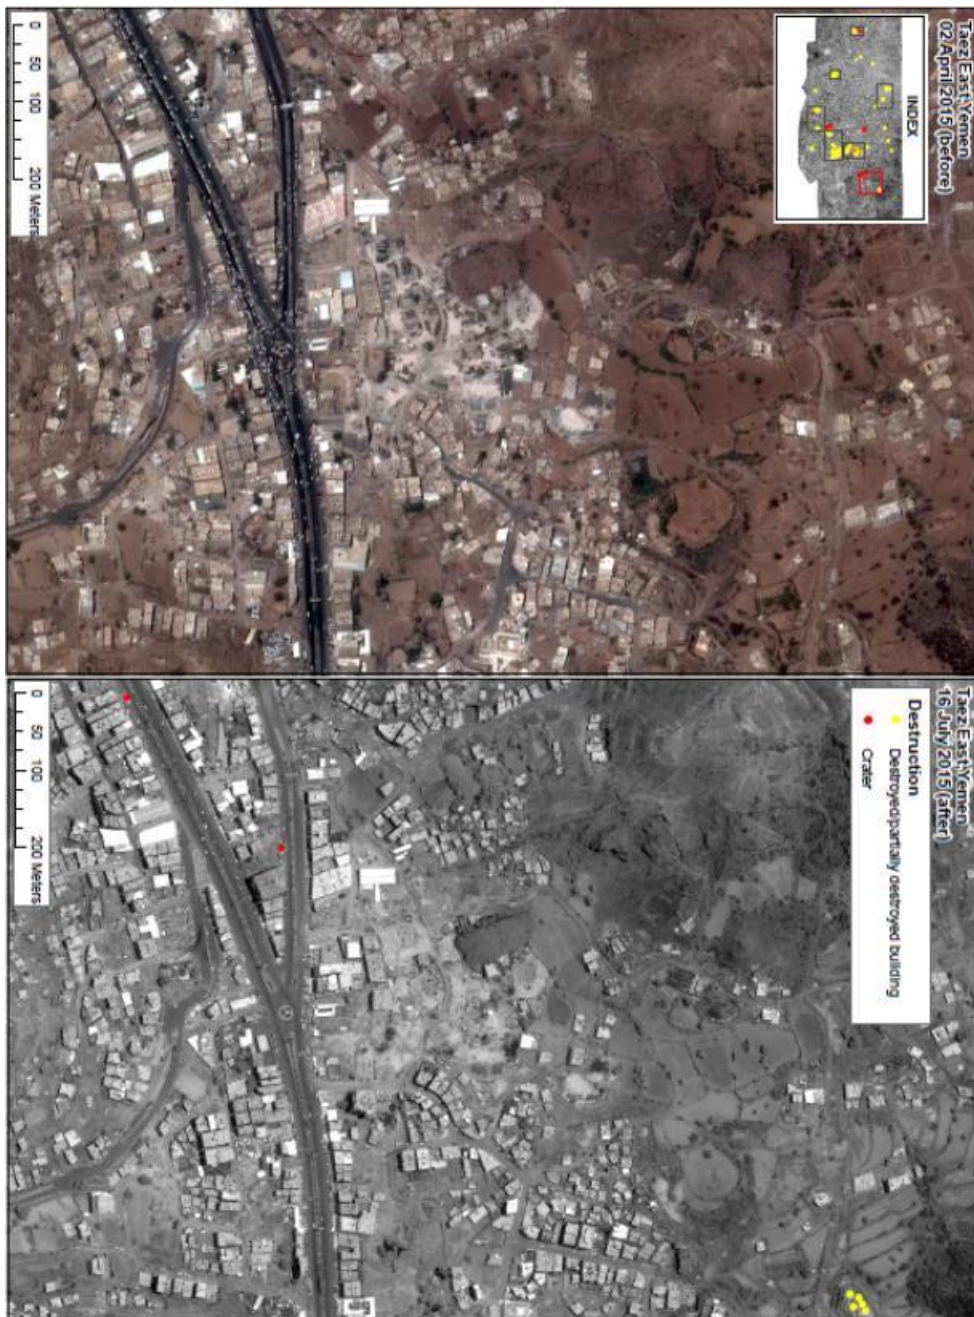 Taez East Yemen
02 April 2015 (before)
INDEX
0 50 100 200 Meters
Taez East Yemen
16 July 2015 (after)
Destruction
Destroyed/partially destroyed building
Crater
0 50 100 200 Meters